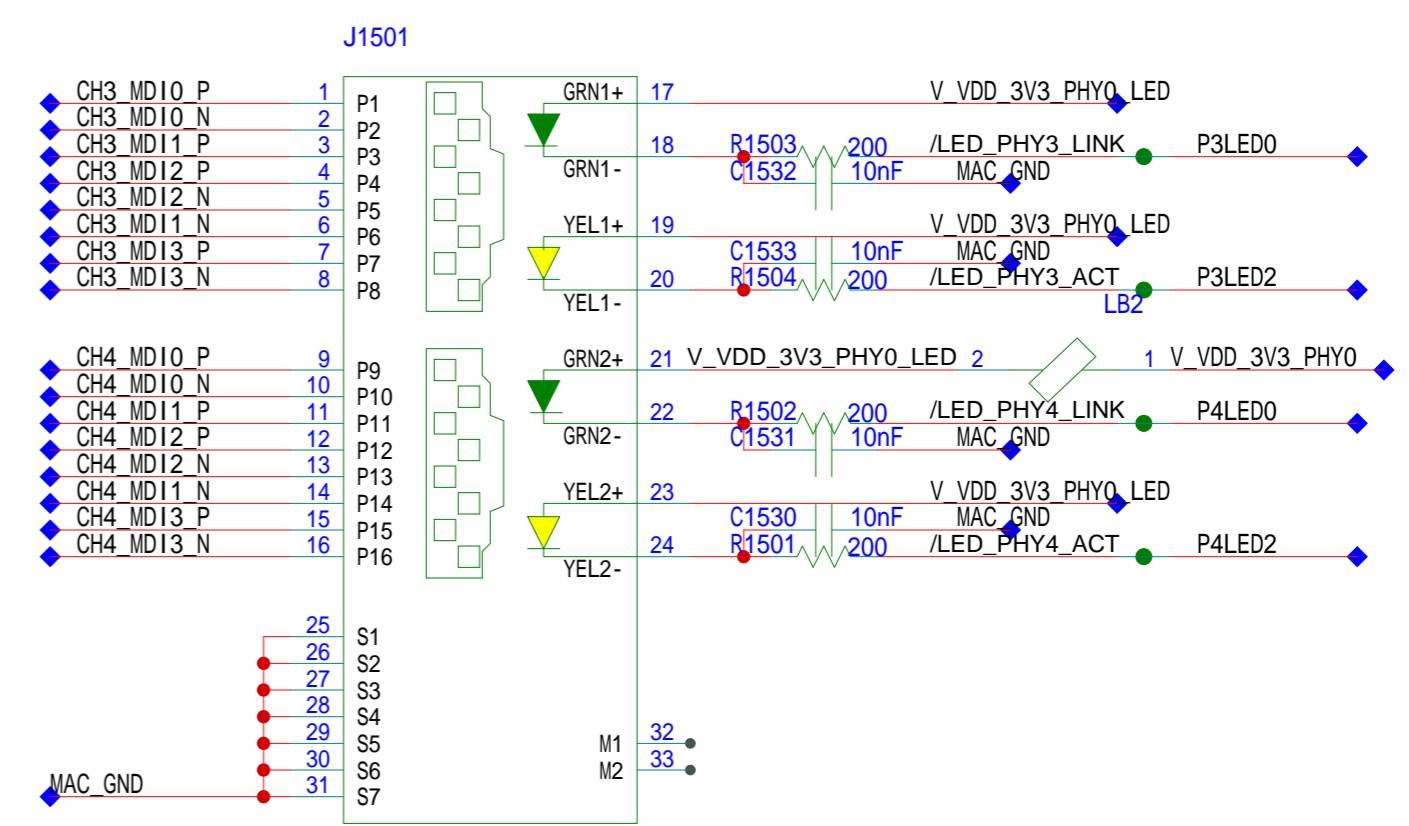 J1501
CH3_MDI0_P 1 P1 GRN1+ 17 V_VDD_3V3_PHY0_LED
CH3_MDI0_N 2 P2
CH3_MDI1_P 3 P3 18 R1503 200 /LED_PHY3_LINK P3LED0
CH3_MDI2_P 4 P4 GRN1- C1532 10nF MAC_GND
CH3_MDI2_N 5 P5
CH3_MDI1_N 6 P6 YEL1+ 19 V_VDD_3V3_PHY0_LED
CH3_MDI3_P 7 P7 C1533 10nF MAC_GND
CH3_MDI3_N 8 P8 20 R1504 200 /LED_PHY3_ACT P3LED2
YEL1- LB2
CH4_MDI0_P 9 P9 GRN2+ 21 V_VDD_3V3_PHY0_LED 2 1 V_VDD_3V3_PHY0
CH4_MDI0_N 10 P10
CH4_MDI1_P 11 P11 22 R1502 200 /LED_PHY4_LINK P4LED0
CH4_MDI2_P 12 P12 GRN2- C1531 10nF MAC_GND
CH4_MDI2_N 13 P13
CH4_MDI1_N 14 P14 YEL2+ 23 V_VDD_3V3_PHY0_LED
CH4_MDI3_P 15 P15 C1530 10nF MAC_GND
CH4_MDI3_N 16 P16 24 R1501 200 /LED_PHY4_ACT P4LED2
YEL2-
25 S1
26 S2
27 S3
28 S4
29 S5 M1 32
30 S6 M2 33
MAC_GND 31 S7